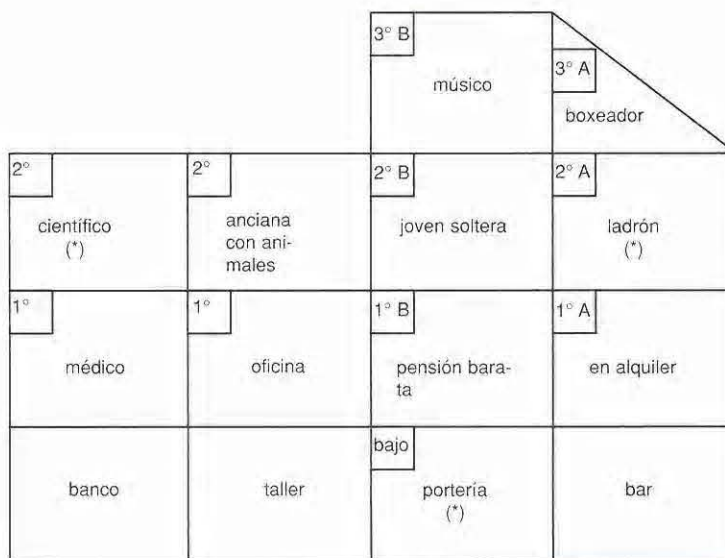 3° B
músico
3° A
boxeador
2°
científico
(*)
2°
anciana
con ani-
males
2° B
joven soltera
2° A
ladrón
(*)
1°
médico
1°
oficina
1° B
pensión bara-
ta
1° A
en alquiler
banco
taller
bajo
portería
(*)
bar